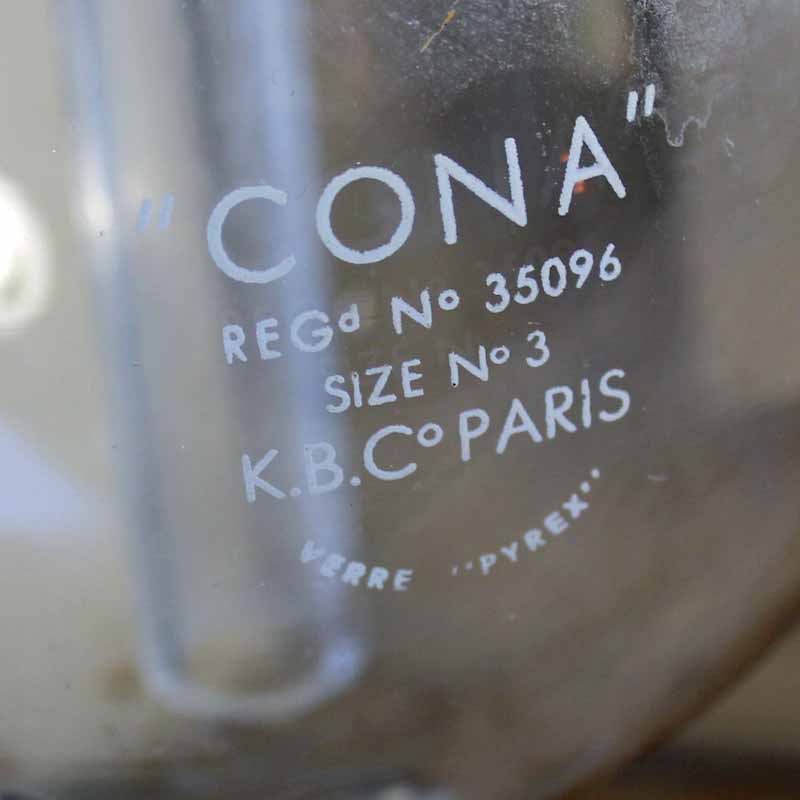 "CONA"
REGd No 35096
SIZE No 3
K.B.Co PARIS
VERRE "PYREX"